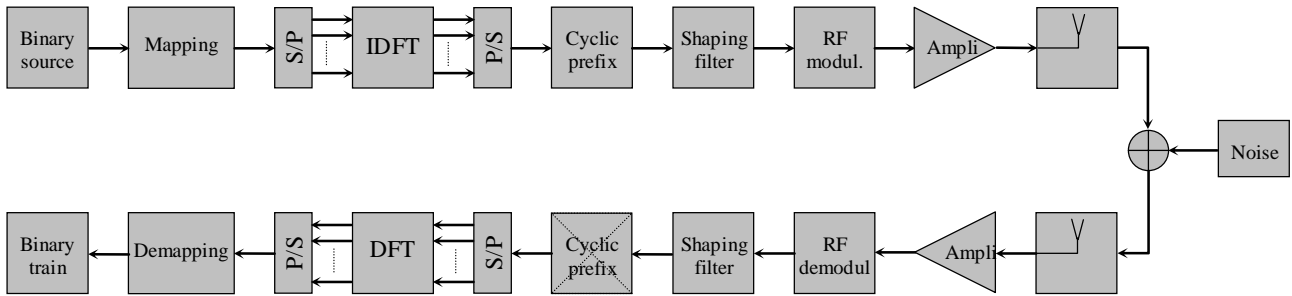 Binary
source
Mapping
S/P
IDFT
P/S
Cyclic
prefix
Shaping
filter
RF
modul.
Ampli
Noise
Binary
train
Demapping
P/S
DFT
S/P
Cyclic
prefix
Shaping
filter
RF
demodul
Ampli